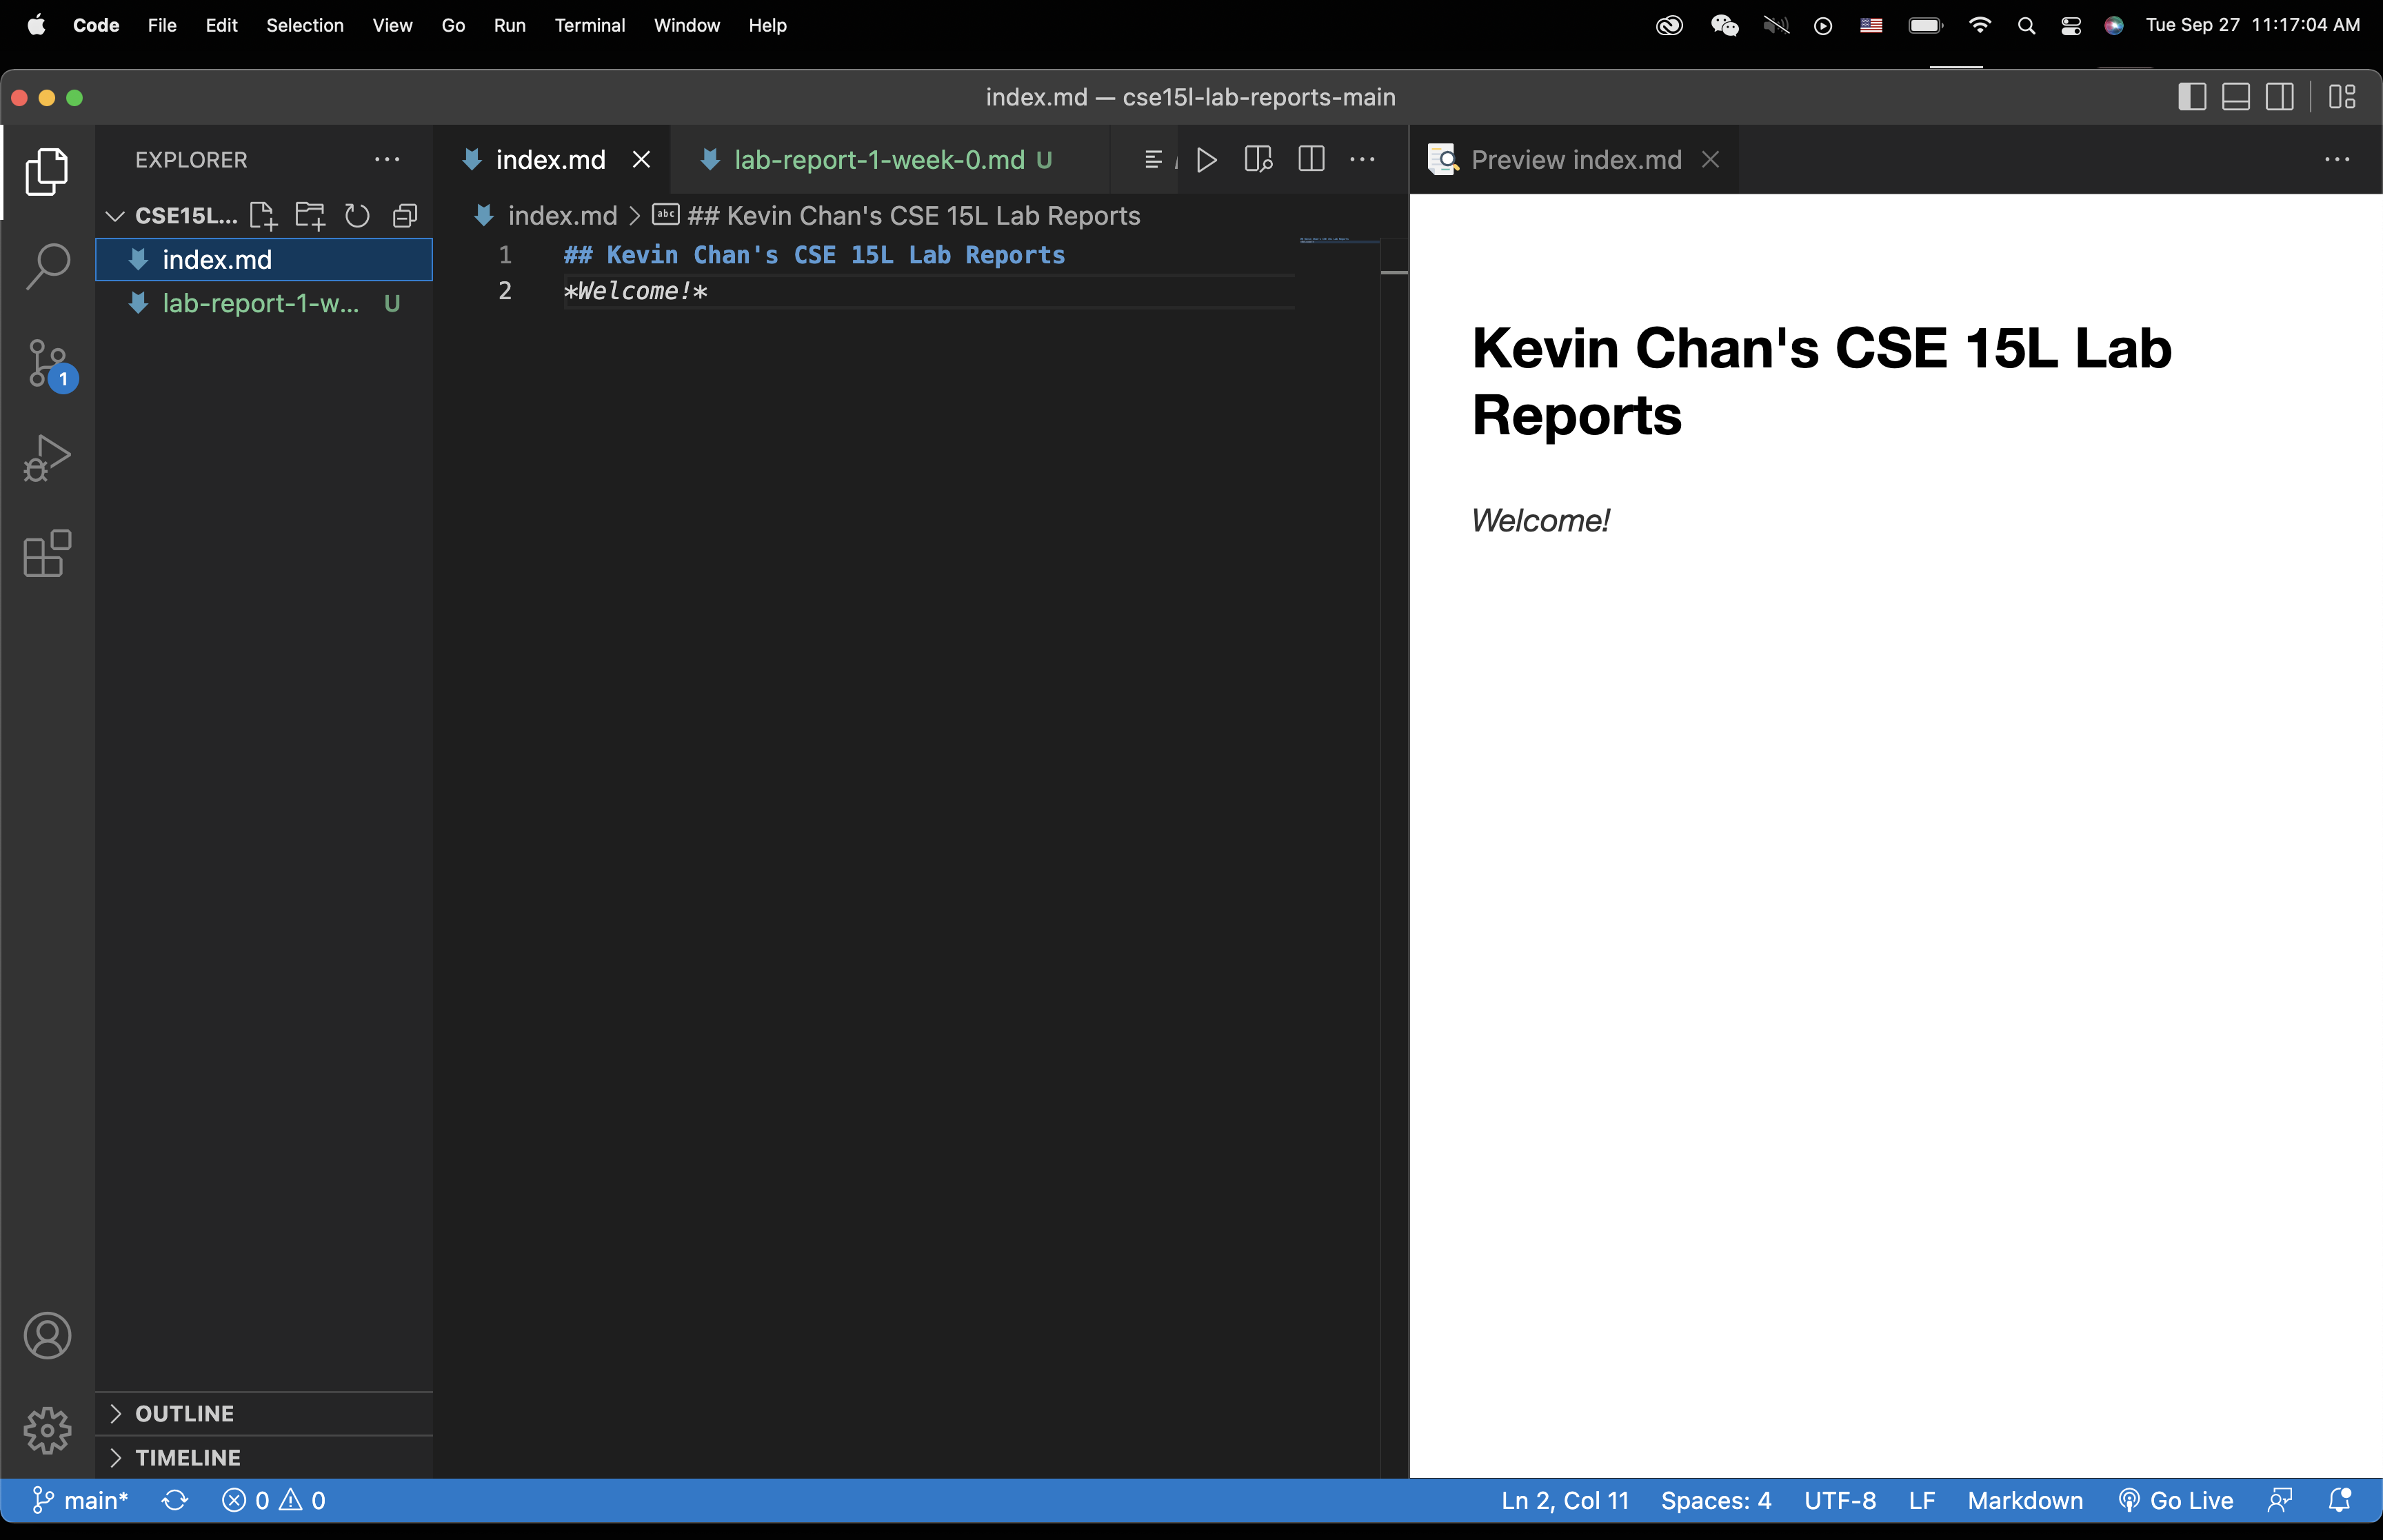 Code File Edit Selection View Go Run Terminal Window Help Tue Sep 27 11:17:04 AM
index.md — cse15l-lab-reports-main
EXPLORER
index.md
lab-report-1-week-0.md U
Preview index.md
CSE15L...
index.md > ## Kevin Chan's CSE 15L Lab Reports
index.md
lab-report-1-w... U
1 ## Kevin Chan's CSE 15L Lab Reports
2 *Welcome!*
Kevin Chan's CSE 15L Lab
Reports
Welcome!
1
OUTLINE
TIMELINE
main* 0 0 Ln 2, Col 11 Spaces: 4 UTF-8 LF Markdown Go Live